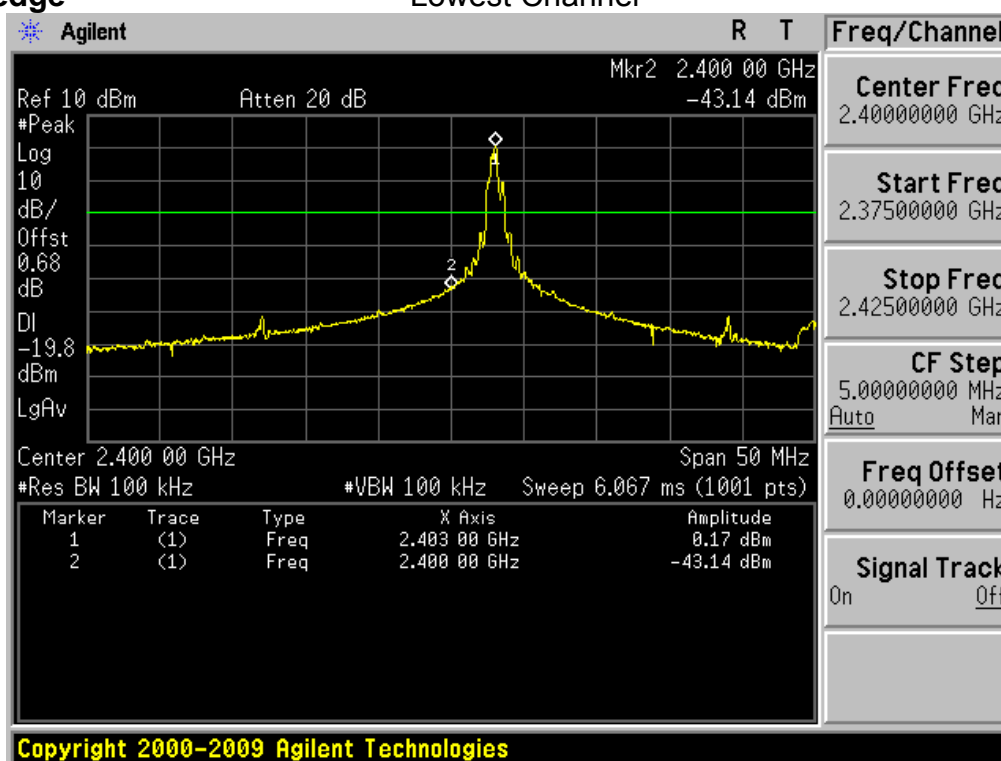 edge Lowest Channel
Agilent R T Freq/Channel
Mkr2 2.400 00 GHz
Ref 10 dBm Atten 20 dB -43.14 dBm
#Peak
Log
10
dB/
Offst
0.68
dB
DI
-19.8
dBm
LgAv
1
2
Center 2.400 00 GHz Span 50 MHz
#Res BW 100 kHz #VBW 100 kHz Sweep 6.067 ms (1001 pts)
Marker Trace Type X Axis Amplitude
1 (1) Freq 2.403 00 GHz 0.17 dBm
2 (1) Freq 2.400 00 GHz -43.14 dBm
Center Freq
2.40000000 GHz
Start Freq
2.37500000 GHz
Stop Freq
2.42500000 GHz
CF Step
5.00000000 MHz
Auto Man
Freq Offset
0.00000000 Hz
Signal Track
On Off
Copyright 2000-2009 Agilent Technologies